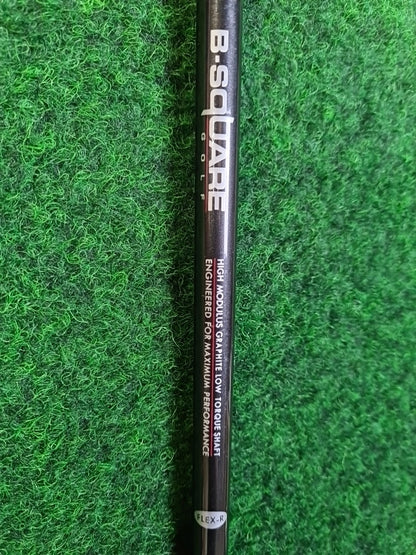 B-SQUARE
GOLF
HIGH MODULUS GRAPHITE LOW TORQUE SHAFT
ENGINEERED FOR MAXIMUM PERFORMANCE
FLEX-R